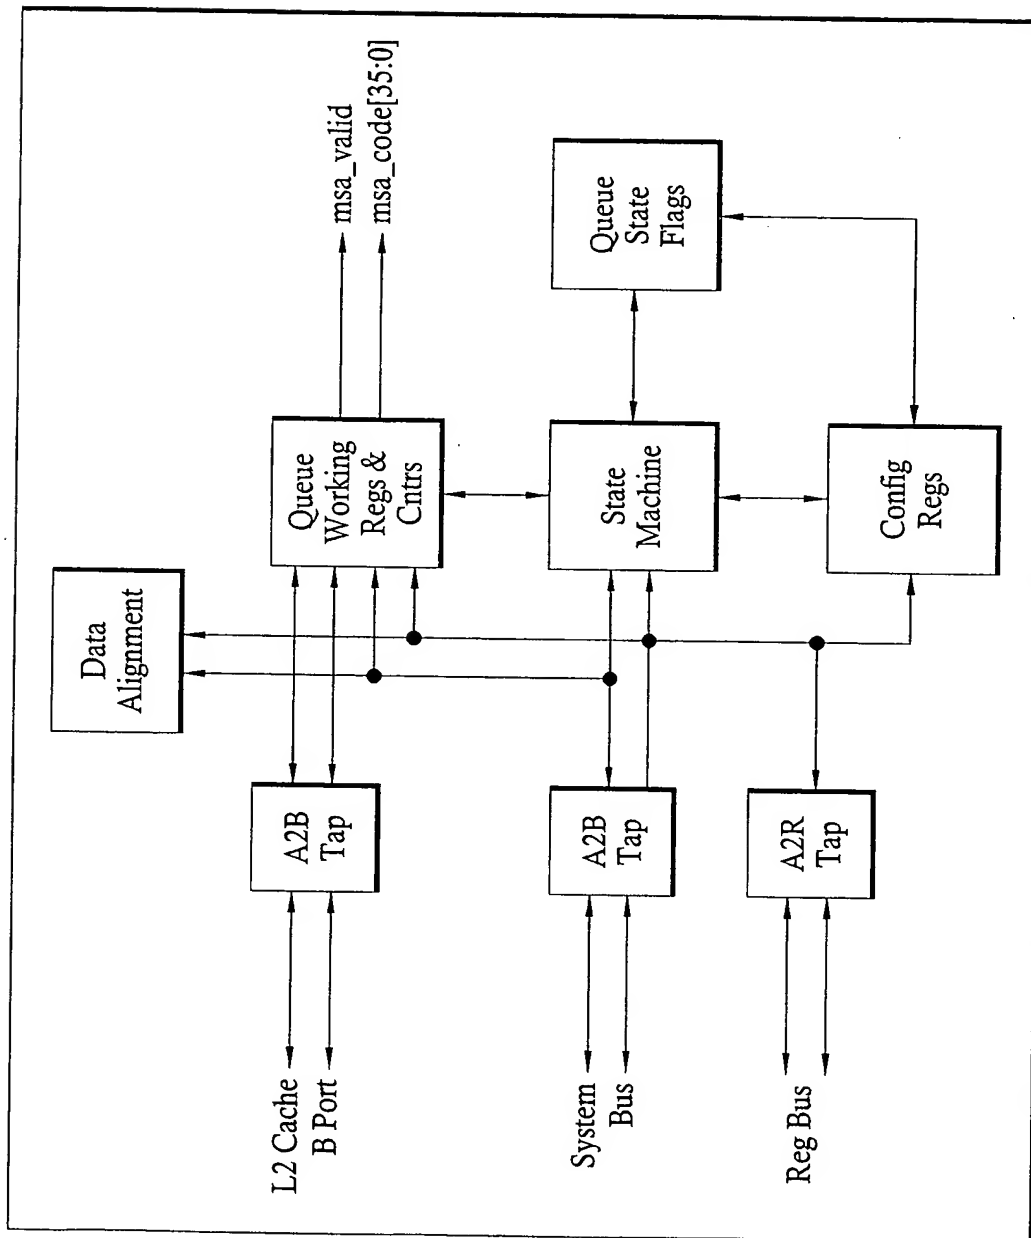 Data
Alignment
L2 Cache
B Port
A2B
Tap
Queue
Working
Regs &
Cntrs
msa_valid
msa_code[35:0]
System
Bus
A2B
Tap
State
Machine
Queue
State
Flags
Reg Bus
A2R
Tap
Config
Regs